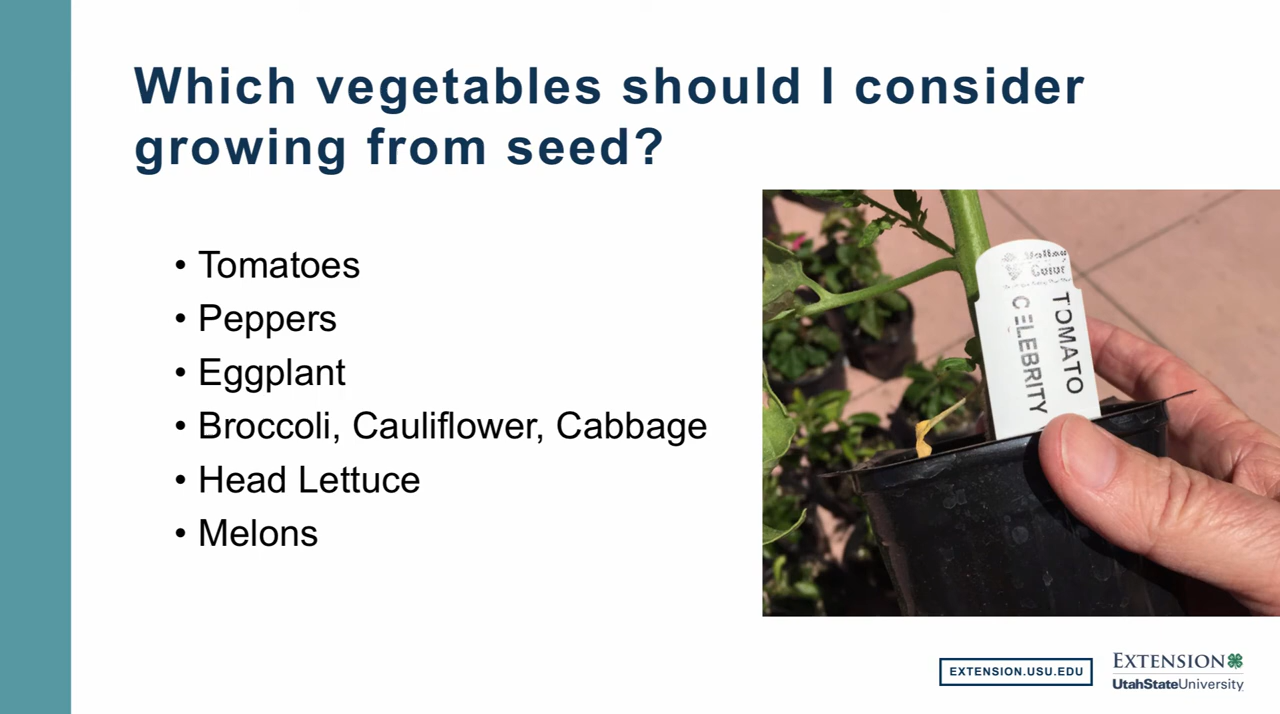 Which vegetables should I consider
growing from seed?
• Tomatoes
• Peppers
• Eggplant
• Broccoli, Cauliflower, Cabbage
• Head Lettuce
• Melons
TOMATO
CELEBRITY
EXTENSION.USU.EDU
EXTENSION
UtahStateUniversity